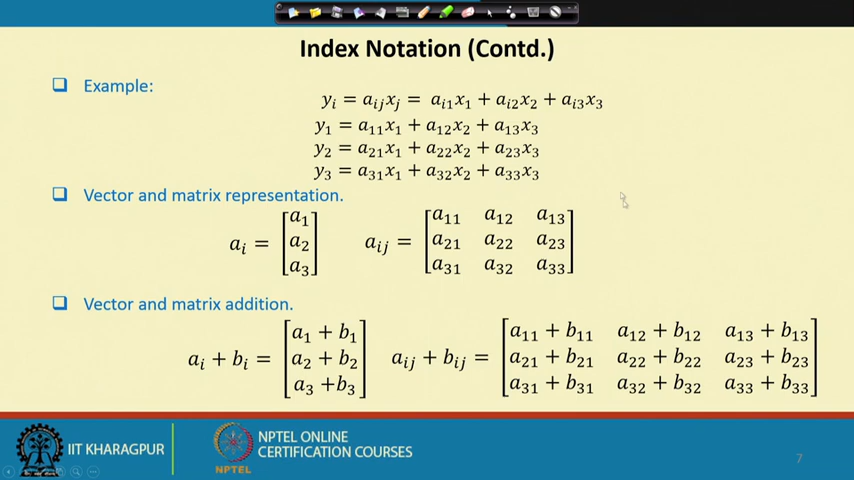 Index Notation (Contd.)
❑ Example:
yᵢ = aᵢⱼxⱼ = aᵢ₁x₁ + aᵢ₂x₂ + aᵢ₃x₃
y₁ = a₁₁x₁ + a₁₂x₂ + a₁₃x₃
y₂ = a₂₁x₁ + a₂₂x₂ + a₂₃x₃
y₃ = a₃₁x₁ + a₃₂x₂ + a₃₃x₃
❑ Vector and matrix representation.
aᵢ = [a₁; a₂; a₃] aᵢⱼ = [a₁₁ a₁₂ a₁₃; a₂₁ a₂₂ a₂₃; a₃₁ a₃₂ a₃₃]
❑ Vector and matrix addition.
aᵢ + bᵢ = [a₁ + b₁; a₂ + b₂; a₃ +b₃] aᵢⱼ + bᵢⱼ = [a₁₁ + b₁₁ a₁₂ + b₁₂ a₁₃ + b₁₃; a₂₁ + b₂₁ a₂₂ + b₂₂ a₂₃ + b₂₃; a₃₁ + b₃₁ a₃₂ + b₃₂ a₃₃ + b₃₃]
IIT KHARAGPUR
NPTEL
NPTEL ONLINE
CERTIFICATION COURSES
7